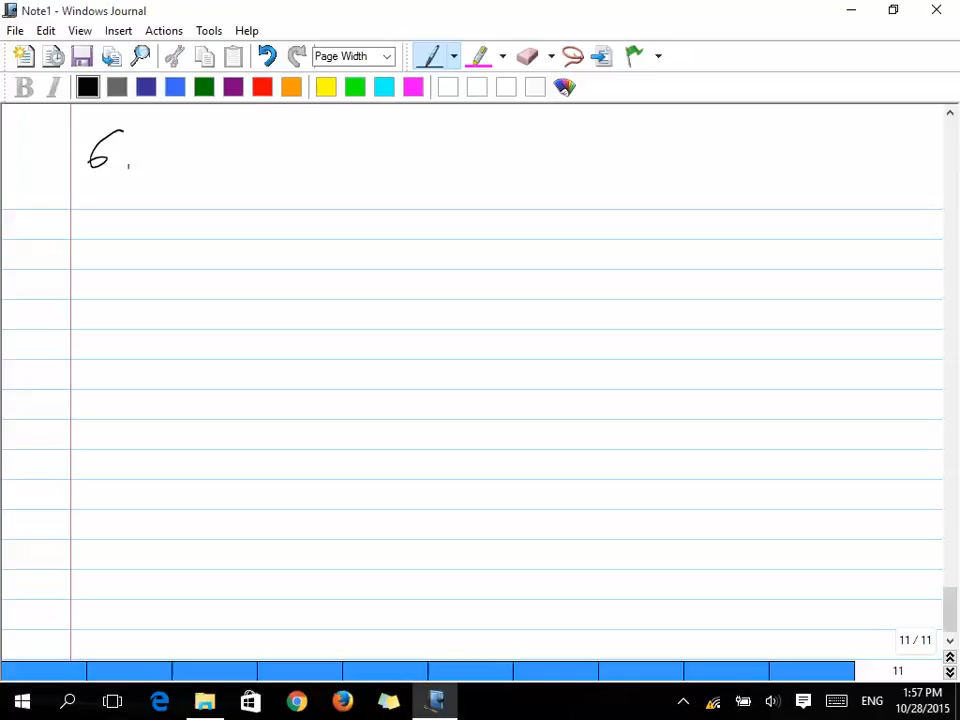 Note1 - Windows Journal
File Edit View Insert Actions Tools Help
Page Width
B I
6.
11 / 11
11
ENG
1:57 PM
10/28/2015